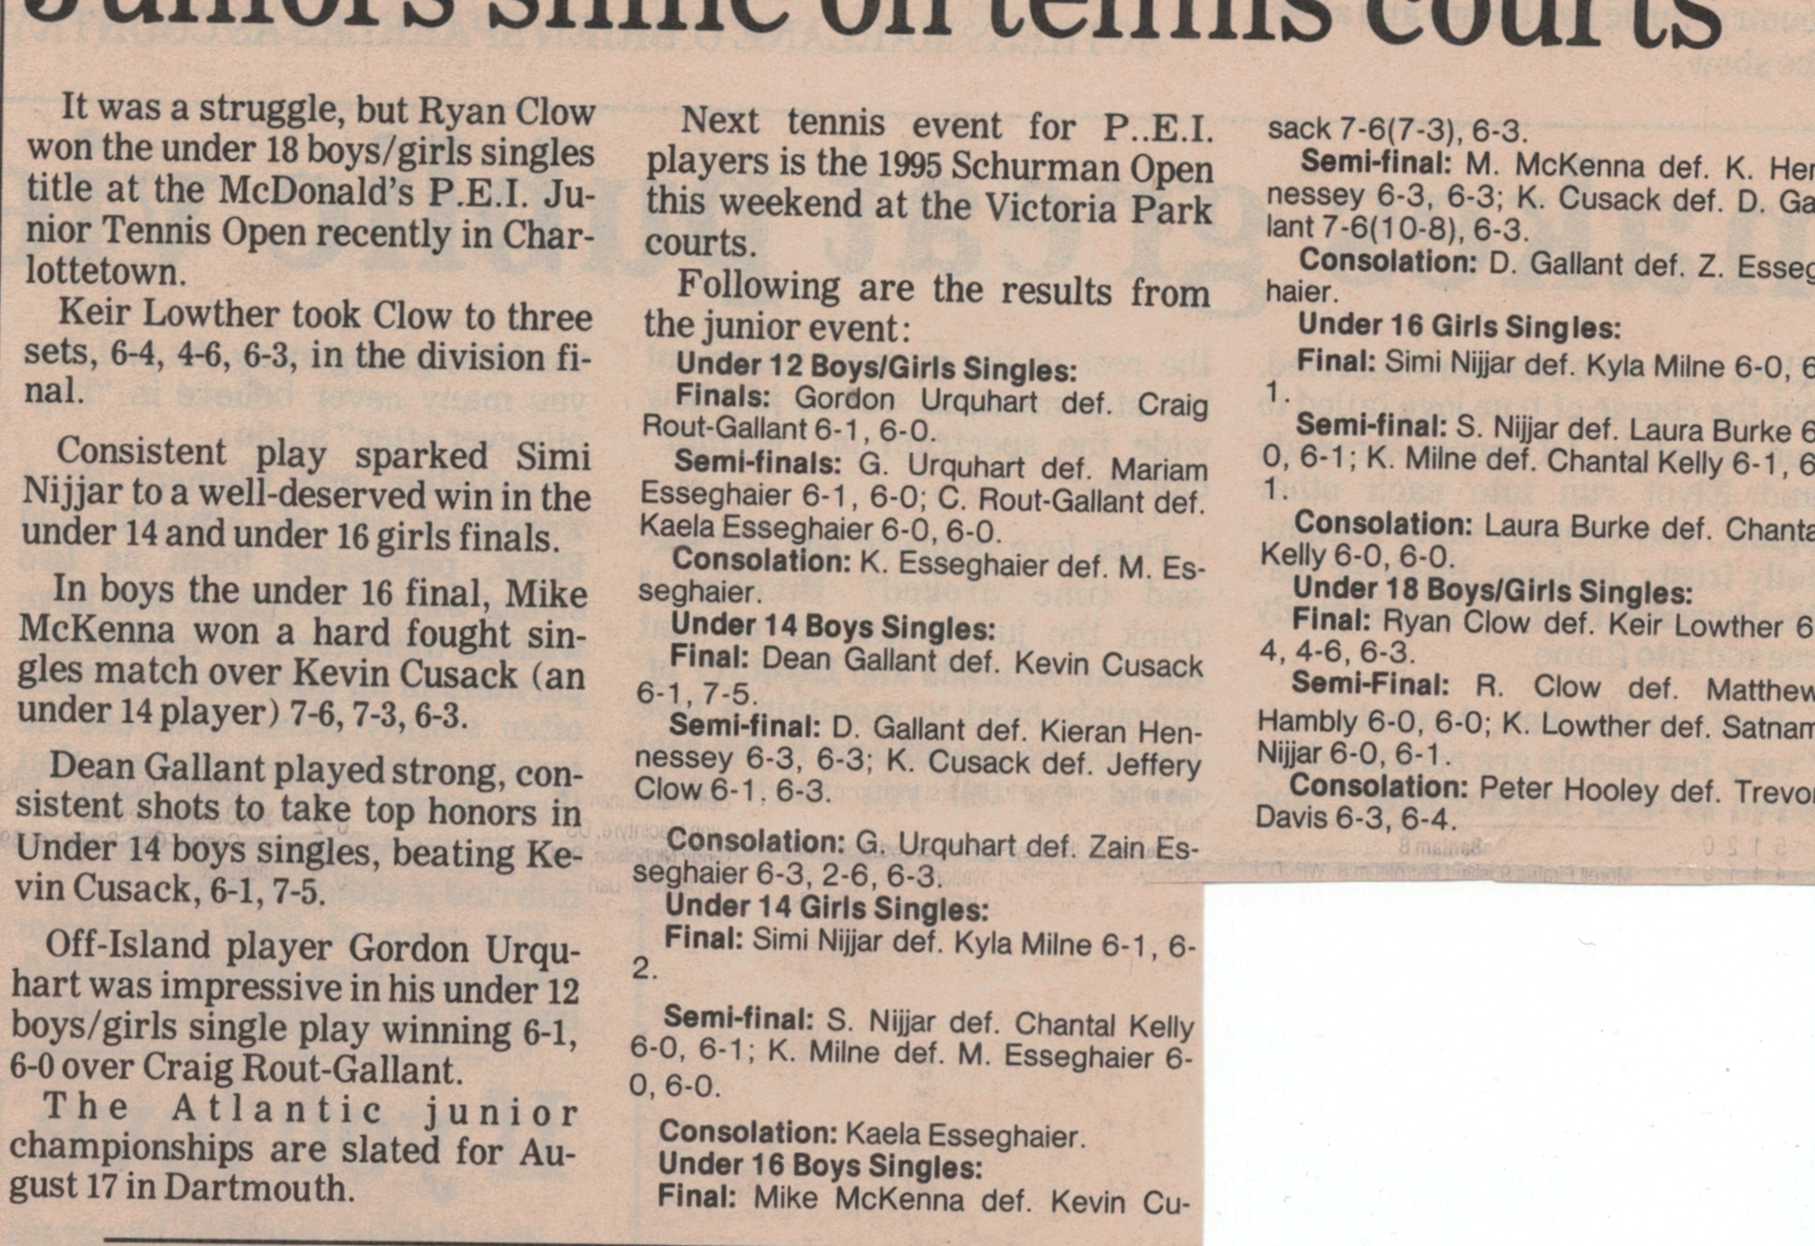 Juniors shine on tennis courts
It was a struggle, but Ryan Clow
won the under 18 boys/girls singles
title at the McDonald's P.E.I. Ju-
nior Tennis Open recently in Char-
lottetown.
Keir Lowther took Clow to three
sets, 6-4, 4-6, 6-3, in the division fi-
nal.
Consistent play sparked Simi
Nijjar to a well-deserved win in the
under 14 and under 16 girls finals.
In boys the under 16 final, Mike
McKenna won a hard fought sin-
gles match over Kevin Cusack (an
under 14 player) 7-6, 7-3, 6-3.
Dean Gallant played strong, con-
sistent shots to take top honors in
Under 14 boys singles, beating Ke-
vin Cusack, 6-1, 7-5.
Off-Island player Gordon Urqu-
hart was impressive in his under 12
boys/girls single play winning 6-1,
6-0 over Craig Rout-Gallant.
The Atlantic junior
championships are slated for Au-
gust 17 in Dartmouth.
Next tennis event for P..E.I.
players is the 1995 Schurman Open
this weekend at the Victoria Park
courts.
Following are the results from
the junior event:
Under 12 Boys/Girls Singles:
Finals: Gordon Urquhart def. Craig
Rout-Gallant 6-1, 6-0.
Semi-finals: G. Urquhart def. Mariam
Esseghaier 6-1, 6-0; C. Rout-Gallant def.
Kaela Esseghaier 6-0, 6-0.
Consolation: K. Esseghaier def. M. Es-
seghaier.
Under 14 Boys Singles:
Final: Dean Gallant def. Kevin Cusack
6-1, 7-5.
Semi-final: D. Gallant def. Kieran Hen-
nessey 6-3, 6-3; K. Cusack def. Jeffery
Clow 6-1. 6-3.
Consolation: G. Urquhart def. Zain Es-
seghaier 6-3, 2-6, 6-3.
Under 14 Girls Singles:
Final: Simi Nijjar def. Kyla Milne 6-1, 6-
2.
Semi-final: S. Nijjar def. Chantal Kelly
6-0, 6-1; K. Milne def. M. Esseghaier 6-
0, 6-0.
Consolation: Kaela Esseghaier.
Under 16 Boys Singles:
Final: Mike McKenna def. Kevin Cu-
sack 7-6(7-3), 6-3.
Semi-final: M. McKenna def. K. Hen
nessey 6-3, 6-3; K. Cusack def. D. Ga
lant 7-6(10-8), 6-3.
Consolation: D. Gallant def. Z. Esseg
haier.
Under 16 Girls Singles:
Final: Simi Nijjar def. Kyla Milne 6-0, 6
1.
Semi-final: S. Nijjar def. Laura Burke 6
0, 6-1; K. Milne def. Chantal Kelly 6-1, 6
1.
Consolation: Laura Burke def. Chanta
Kelly 6-0, 6-0.
Under 18 Boys/Girls Singles:
Final: Ryan Clow def. Keir Lowther 6
4, 4-6, 6-3.
Semi-Final: R. Clow def. Matthew
Hambly 6-0, 6-0; K. Lowther def. Satnam
Nijjar 6-0, 6-1.
Consolation: Peter Hooley def. Trevor
Davis 6-3, 6-4.